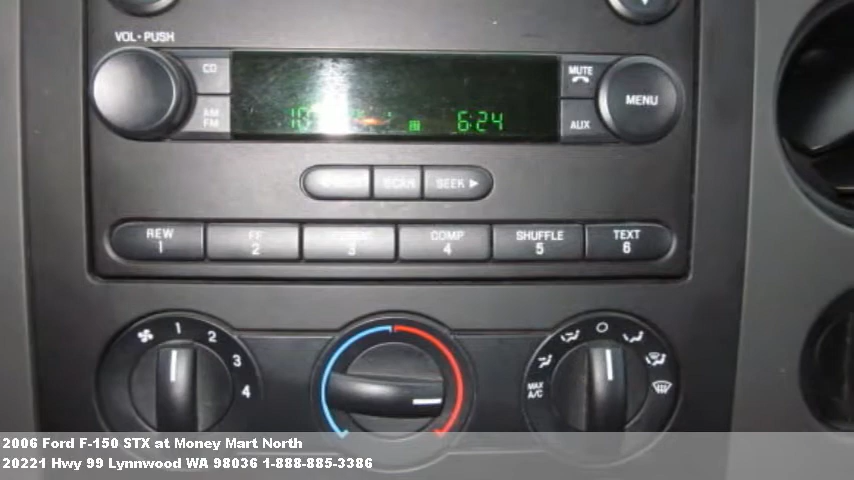 VOL • PUSH
CD
MUTE
MENU
AM
FM
AUX
6:24
SCAN
SEEK ▶
REW
1
FF
2
3
COMP
4
SHUFFLE
5
TEXT
6
1
2
3
4
MAX
A/C
2006 Ford F-150 STX at Money Mart North
20221 Hwy 99 Lynnwood WA 98036 1-888-885-3386